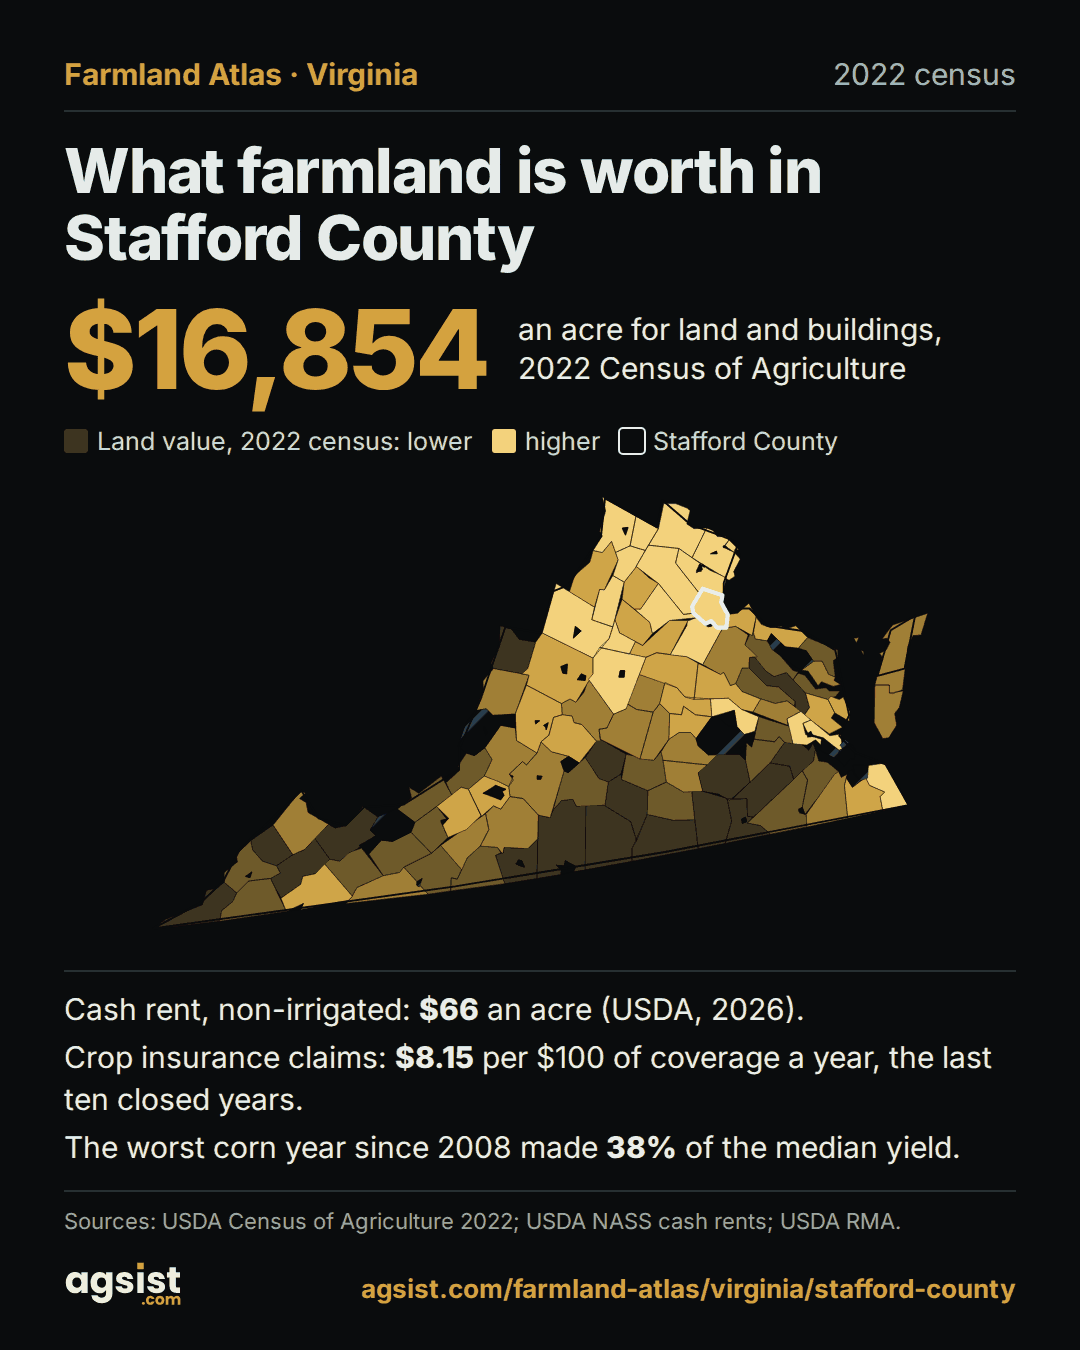 Farmland Atlas · Virginia
2022 census
What farmland is worth in
Stafford County
$16,854
an acre for land and buildings,
2022 Census of Agriculture
Land value, 2022 census: lower
higher
Stafford County
Cash rent, non-irrigated: $66 an acre (USDA, 2026).
Crop insurance claims: $8.15 per $100 of coverage a year, the last
ten closed years.
The worst corn year since 2008 made 38% of the median yield.
Sources: USDA Census of Agriculture 2022; USDA NASS cash rents; USDA RMA.
agsist
.com
agsist.com/farmland-atlas/virginia/stafford-county